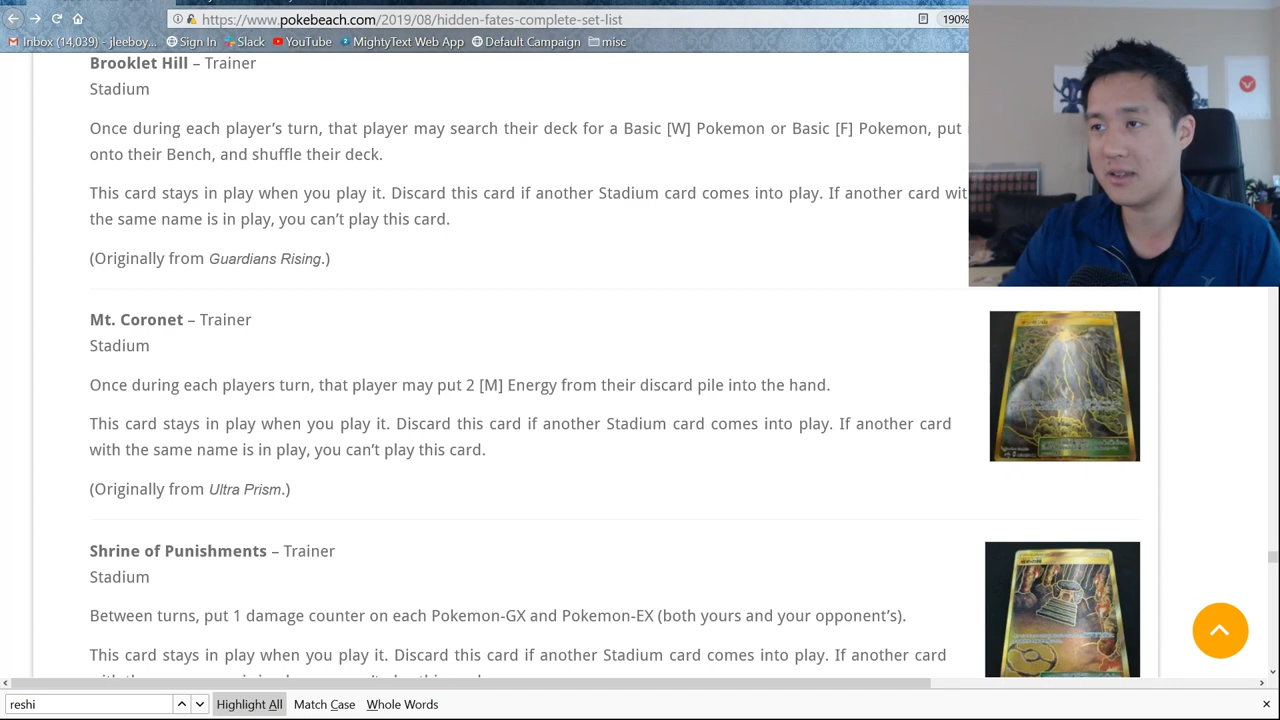 https://www.pokebeach.com/2019/08/hidden-fates-complete-set-list
190%
Inbox (14,039) - jleeboy... Sign In Slack YouTube MightyText Web App Default Campaign misc
Brooklet Hill – Trainer
Stadium
Once during each player's turn, that player may search their deck for a Basic [W] Pokemon or Basic [F] Pokemon, put
onto their Bench, and shuffle their deck.
This card stays in play when you play it. Discard this card if another Stadium card comes into play. If another card wit
the same name is in play, you can't play this card.
(Originally from Guardians Rising.)
Mt. Coronet – Trainer
Stadium
Once during each players turn, that player may put 2 [M] Energy from their discard pile into the hand.
This card stays in play when you play it. Discard this card if another Stadium card comes into play. If another card
with the same name is in play, you can't play this card.
(Originally from Ultra Prism.)
Shrine of Punishments – Trainer
Stadium
Between turns, put 1 damage counter on each Pokemon-GX and Pokemon-EX (both yours and your opponent's).
This card stays in play when you play it. Discard this card if another Stadium card comes into play. If another card
reshi
Highlight All Match Case Whole Words